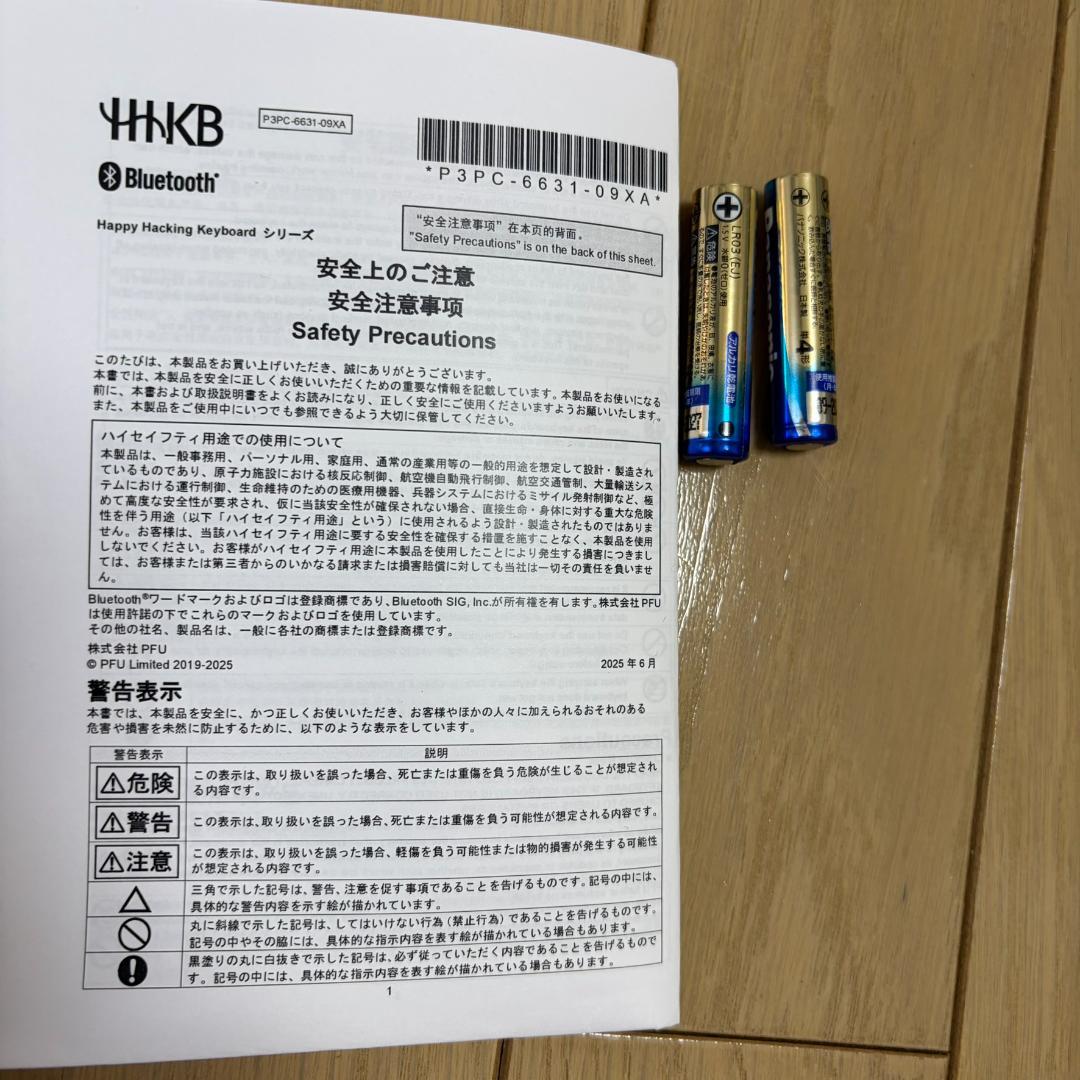 HHKB
P3PC-6631-09XA
*P3PC-6631-09XA*
Bluetooth®
Happy Hacking Keyboard シリーズ
"安全注意事项" 在本页的背面。
"Safety Precautions" is on the back of this sheet.
安全上のご注意
安全注意事项
Safety Precautions
このたびは、本製品をお買い上げいただき、誠にありがとうございます。
本書では、本製品を安全に正しくお使いいただくための重要な情報を記載しています。本製品をお使いになる
前に、本書および取扱説明書をよくお読みになり、正しく安全にご使用くださいますようお願いいたします。
また、本製品をご使用中にいつでも参照できるよう大切に保管してください。
ハイセイフティ用途での使用について
本製品は、一般事務用、パーソナル用、家庭用、通常の産業用等の一般的用途を想定して設計・製造され
ているものであり、原子力施設における核反応制御、航空機自動飛行制御、航空交通管制、大量輸送シス
テムにおける運行制御、生命維持のための医療用機器、兵器システムにおけるミサイル発射制御など、極
めて高度な安全性が要求され、仮に当該安全性が確保されない場合、直接生命・身体に対する重大な危険
性を伴う用途（以下「ハイセイフティ用途」という）に使用されるよう設計・製造されたものではありま
せん。お客様は、当該ハイセイフティ用途に要する安全性を確保する措置を施すことなく、本製品を使用
しないでください。お客様がハイセイフティ用途に本製品を使用したことにより発生する損害につきまし
ては、お客様または第三者からのいかなる請求または損害賠償に対しても当社は一切その責任を負いませ
ん。
Bluetooth®ワードマークおよびロゴは登録商標であり、Bluetooth SIG, Inc.が所有権を有します。株式会社 PFU
は使用許諾の下でこれらのマークおよびロゴを使用しています。
その他の社名、製品名は、一般に各社の商標または登録商標です。
株式会社 PFU
© PFU Limited 2019-2025
2025 年 6 月
警告表示
本書では、本製品を安全に、かつ正しくお使いいただき、お客様やほかの人々に加えられるおそれのある
危害や損害を未然に防止するために、以下のような表示をしています。
警告表示 説明
⚠危険 この表示は、取り扱いを誤った場合、死亡または重傷を負う危険が生じることが想定され
る内容です。
⚠警告 この表示は、取り扱いを誤った場合、死亡または重傷を負う可能性が想定される内容です。
⚠注意 この表示は、取り扱いを誤った場合、軽傷を負う可能性または物的損害が発生する可能性
が想定される内容です。
三角で示した記号は、警告、注意を促す事項であることを告げるものです。記号の中には、
具体的な警告内容を示す絵が描かれています。
丸に斜線で示した記号は、してはいけない行為（禁止行為）であることを告げるものです。
記号の中やその脇には、具体的な指示内容を表す絵が描かれている場合もあります。
黒塗りの丸に白抜きで示した記号は、必ず従っていただく内容であることを告げるもので
す。記号の中には、具体的な指示内容を表す絵が描かれている場合もあります。
1
LR03(EJ)
1.5V 水銀0(ゼロ)使用
⚠危険
アルカリ乾電池
Panasonic
パナソニック株式会社 日本製
単4形